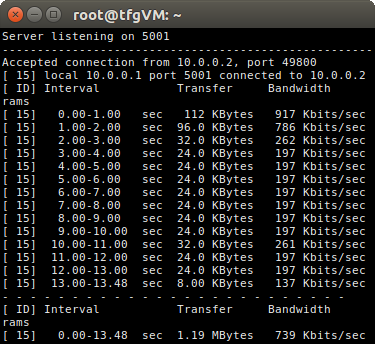 root@tfgVM: ~
Server listening on 5001
-----------------------------------------------------
Accepted connection from 10.0.0.2, port 49800
[ 15] local 10.0.0.1 port 5001 connected to 10.0.0.2
[ ID] Interval           Transfer     Bandwidth
rams
[ 15]   0.00-1.00   sec   112 KBytes   917 Kbits/sec
[ 15]   1.00-2.00   sec  96.0 KBytes   786 Kbits/sec
[ 15]   2.00-3.00   sec  32.0 KBytes   262 Kbits/sec
[ 15]   3.00-4.00   sec  24.0 KBytes   197 Kbits/sec
[ 15]   4.00-5.00   sec  24.0 KBytes   197 Kbits/sec
[ 15]   5.00-6.00   sec  24.0 KBytes   197 Kbits/sec
[ 15]   6.00-7.00   sec  24.0 KBytes   197 Kbits/sec
[ 15]   7.00-8.00   sec  24.0 KBytes   197 Kbits/sec
[ 15]   8.00-9.00   sec  24.0 KBytes   197 Kbits/sec
[ 15]   9.00-10.00  sec  24.0 KBytes   197 Kbits/sec
[ 15]  10.00-11.00  sec  32.0 KBytes   261 Kbits/sec
[ 15]  11.00-12.00  sec  24.0 KBytes   197 Kbits/sec
[ 15]  12.00-13.00  sec  24.0 KBytes   197 Kbits/sec
[ 15]  13.00-13.48  sec  8.00 KBytes   137 Kbits/sec
- - - - - - - - - - - - - - - - - - - - - - - - -
[ ID] Interval           Transfer     Bandwidth
rams
[ 15]   0.00-13.48  sec  1.19 MBytes   739 Kbits/sec